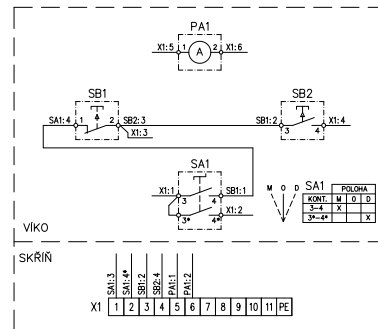 PA1
X1:5 1 A 2 X1:6
SB1
SA1:4 1 2 SB2:3
X1:3
SB2
SB1:2 3 4 X1:4
SA1
X1:1 3 4 SB1:1
3* 4* X1:2
M O D
SA1 POLOHA
KONT. M O D
3-4 X
3*-4* X
VÍKO
SKŘÍŇ
SA1:3
SA1:4*
SB1:2
SB2:4
PA1:1
PA1:2
X1 1 2 3 4 5 6 7 8 9 10 11 PE